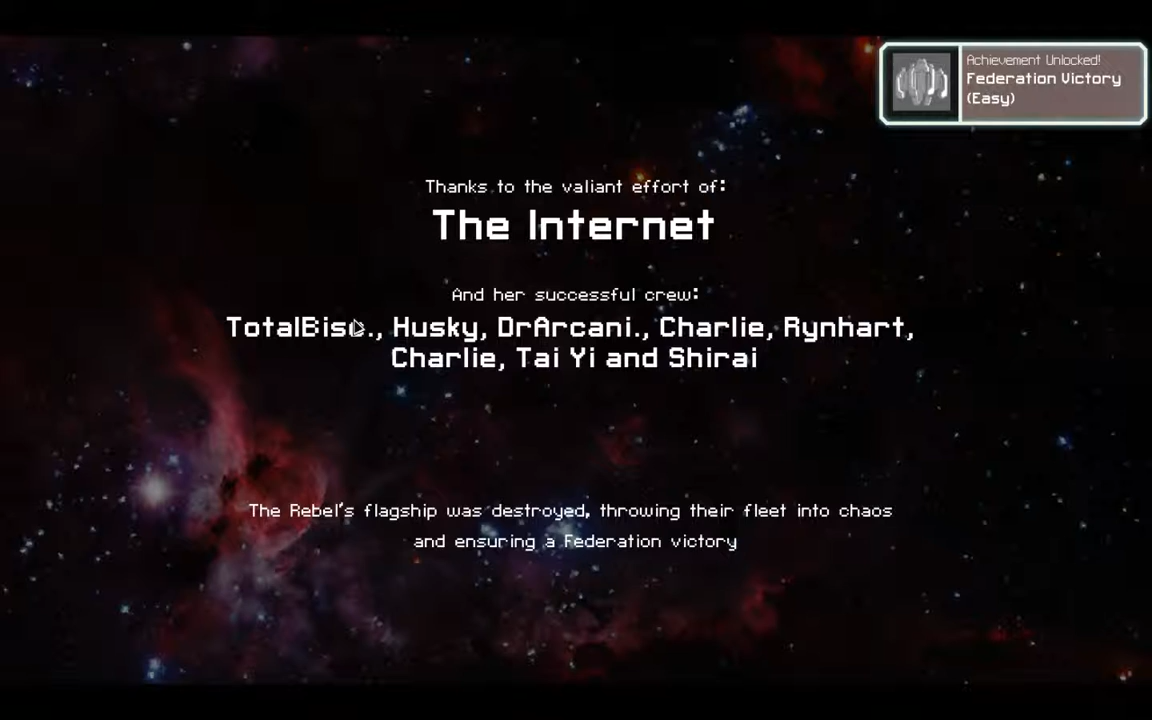 Achievement Unlocked!
Federation Victory
(Easy)
Thanks to the valiant effort of:
The Internet
And her successful crew:
Husky, DrArcani., Charlie, Rynhart,
Charlie, Tai Yi and Shirai
The Rebel's flagship was destroyed, throwing their fleet into chaos
and ensuring a Federation victory